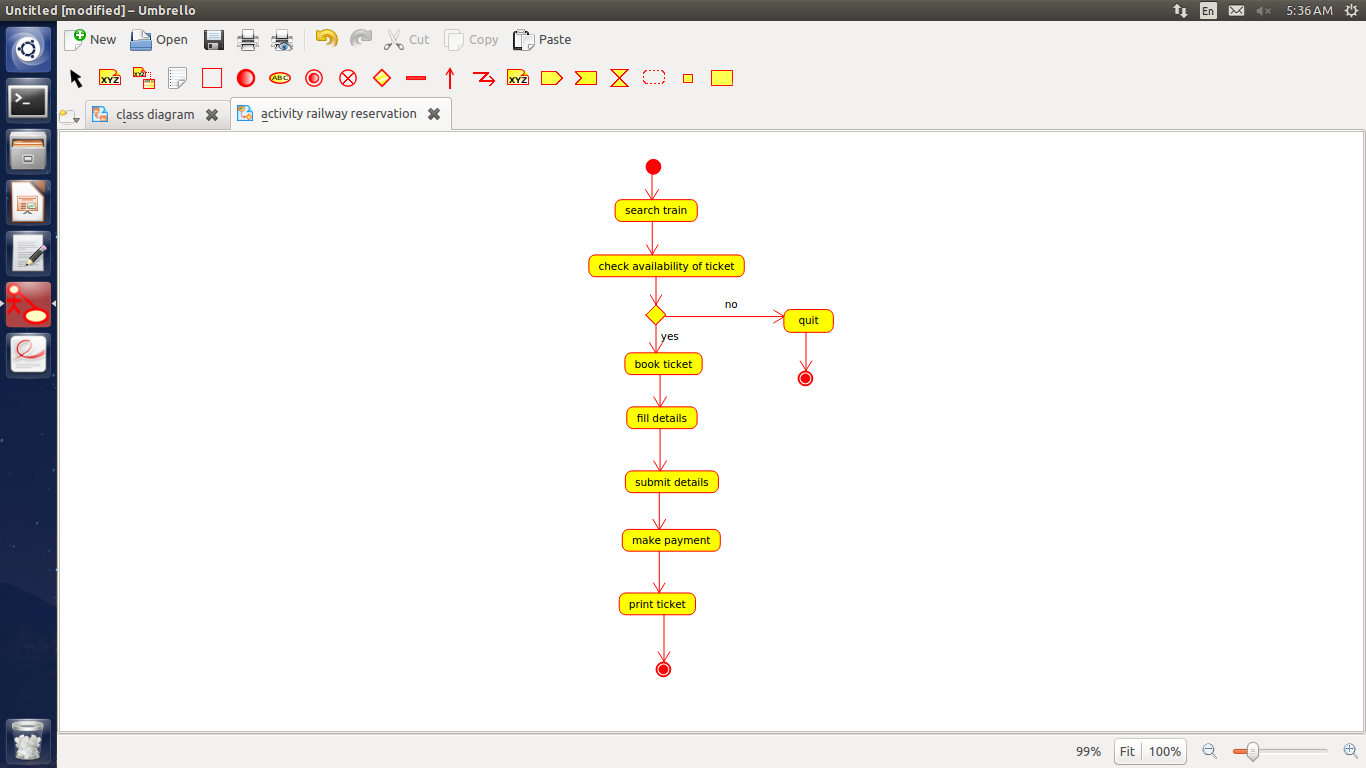 Untitled [modified] – Umbrello
En
5:36 AM
New
Open
Cut
Copy
Paste
XYZ
XYZ
ABC
XYZ
class diagram
activity railway reservation
search train
check availability of ticket
no
quit
yes
book ticket
fill details
submit details
make payment
print ticket
99%
Fit
100%